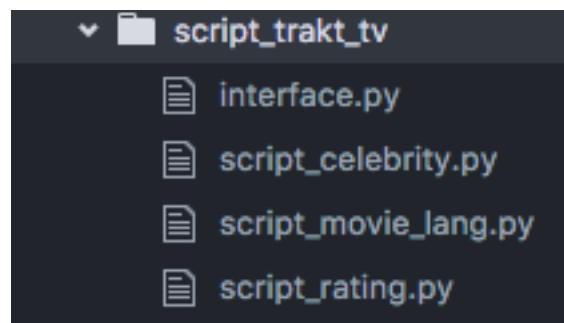 script_trakt_tv
interface.py
script_celebrity.py
script_movie_lang.py
script_rating.py